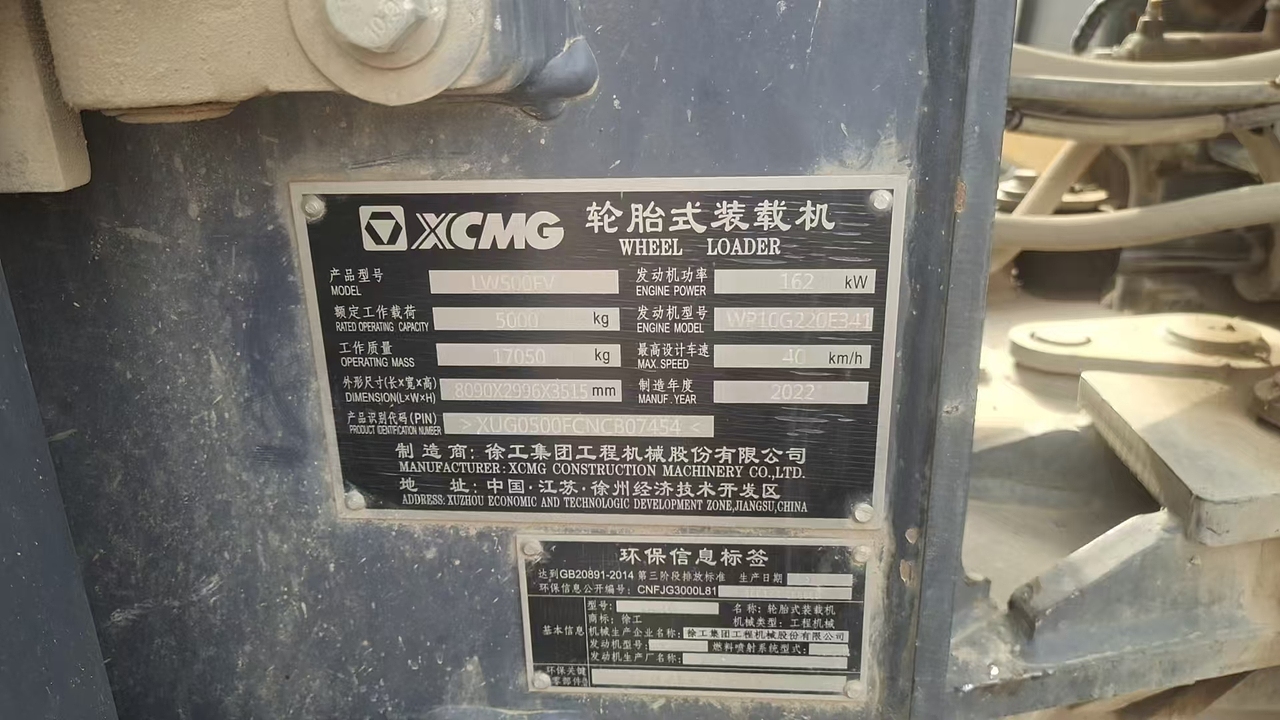 XCMG 轮胎式装载机
WHEEL LOADER
产品型号 LW500FV 发动机功率 162 kW
MODEL ENGINE POWER
额定工作载荷 5000 kg 发动机型号 WP10G220E341
RATED OPERATING CAPACITY ENGINE MODEL
工作质量 17050 kg 最高设计车速 40 km/h
OPERATING MASS MAX. SPEED
外形尺寸(长×宽×高) 8090X2996X3515 mm 制造年度 2022
DIMENSION(L×W×H) MANUF. YEAR
产品识别代码(PIN) >XUG0500FCNCB07454<
PRODUCT IDENTIFICATION NUMBER
制造商: 徐工集团工程机械股份有限公司
MANUFACTURER: XCMG CONSTRUCTION MACHINERY CO.,LTD.
地 址: 中国·江苏·徐州经济技术开发区
ADDRESS: XUZHOU ECONOMIC AND TECHNOLOGIC DEVELOPMENT ZONE,JIANGSU,CHINA
环保信息标签
达到GB20891-2014 第三阶段排放标准 生产日期
环保信息公开编号: CNFJG3000L81
型号: 名称: 轮胎式装载机
商标: 徐工 机械类型: 工程机械
基本信息 机械生产企业名称: 徐工集团工程机械股份有限公司
发动机型号: 燃料喷射系统型式:
发动机生产厂名称:
环保关键
零部件